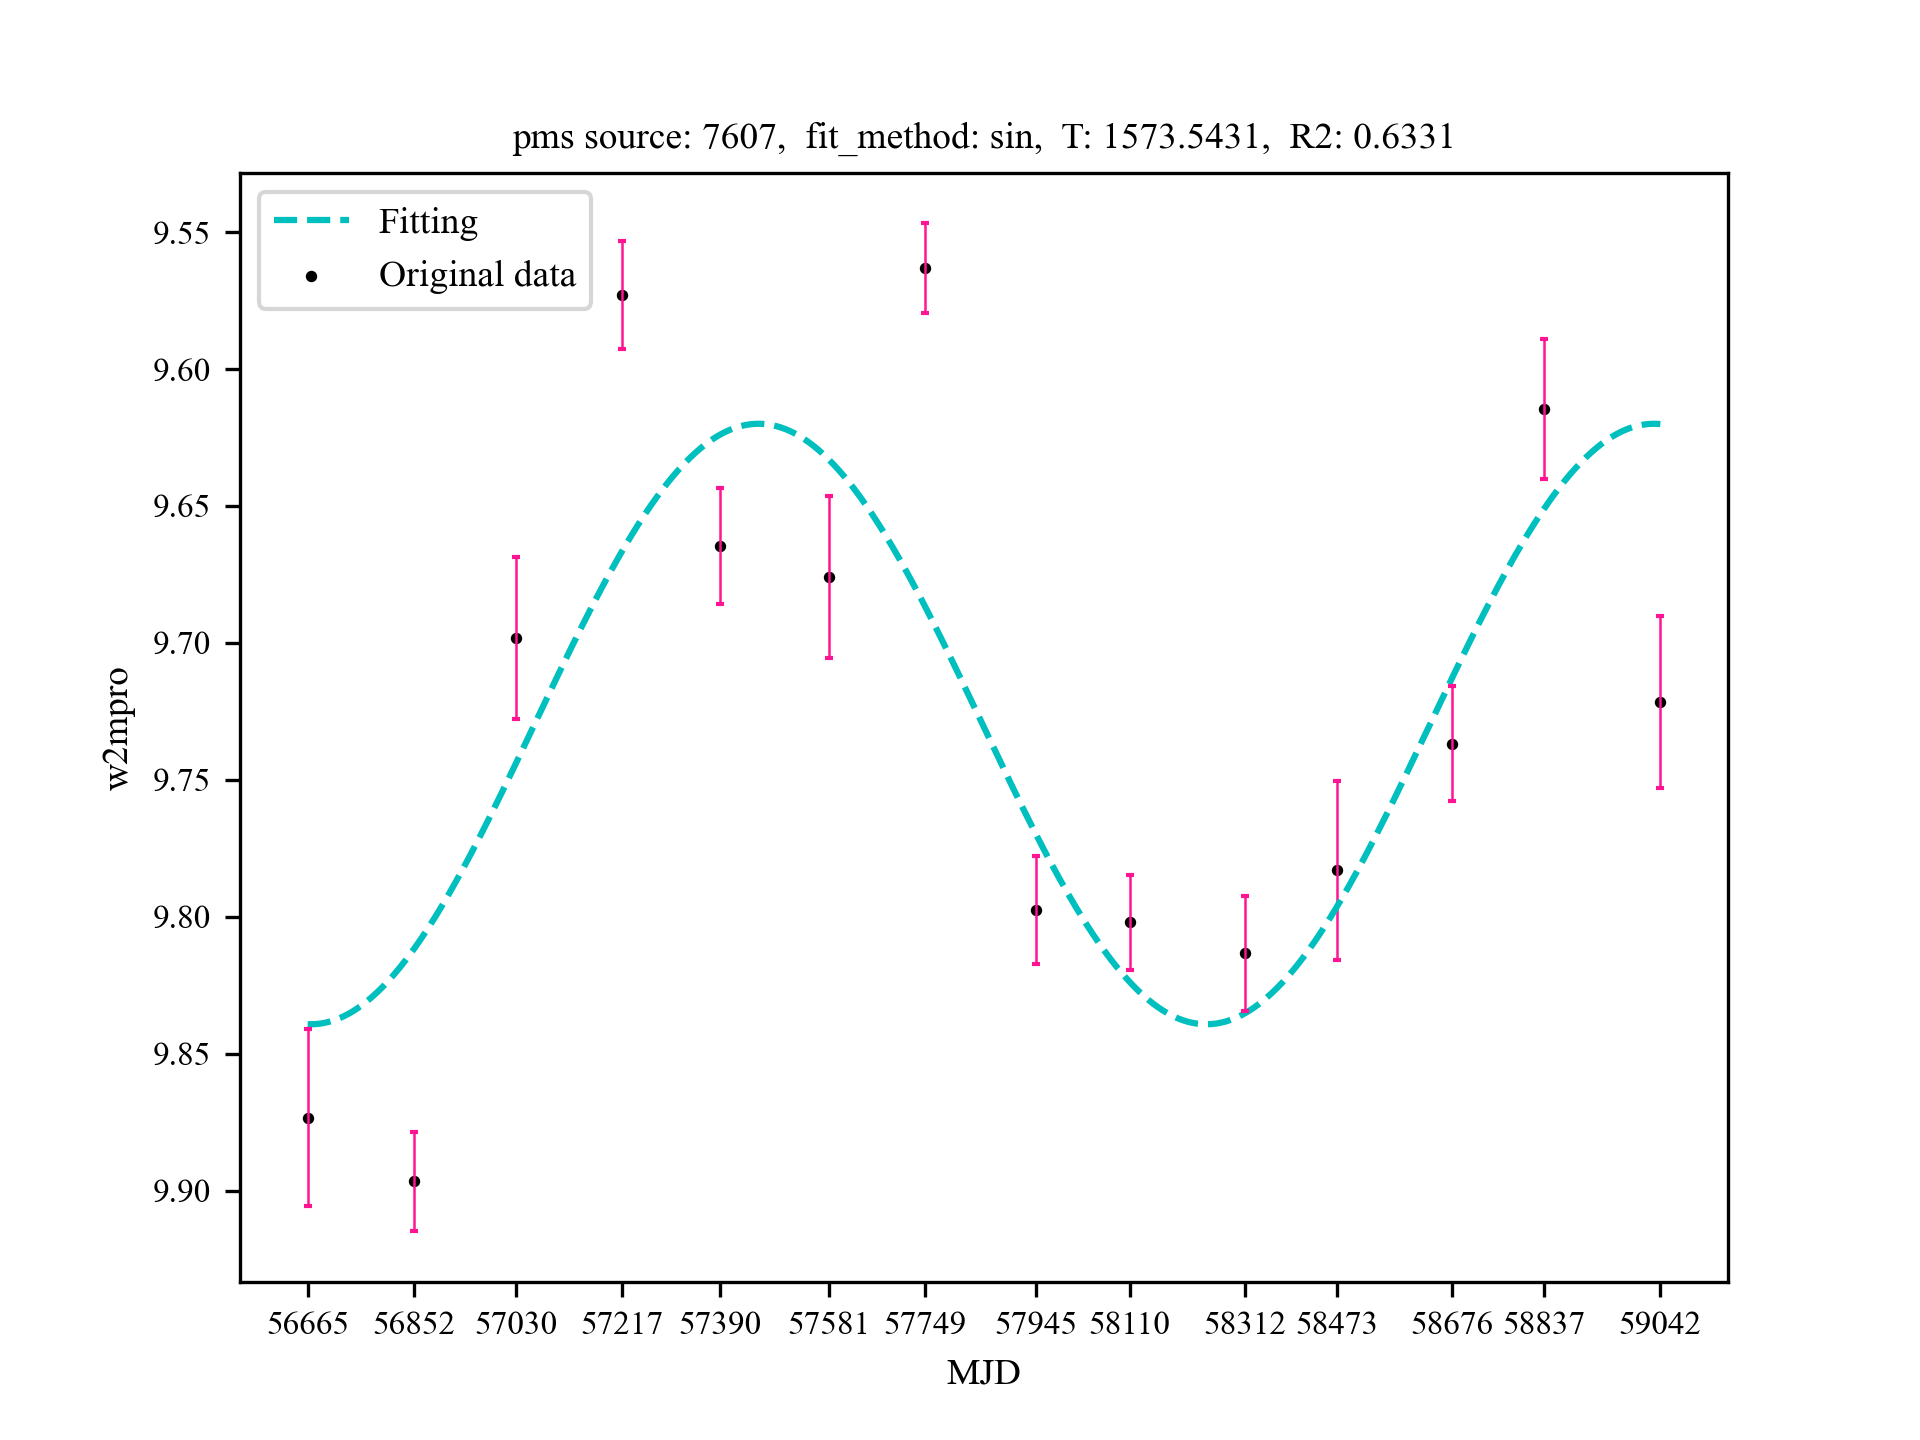 pms source: 7607,  fit_method: sin,  T: 1573.5431,  R2: 0.6331
Fitting
Original data
9.55
9.60
9.65
9.70
9.75
9.80
9.85
9.90
w2mpro
56665 56852 57030 57217 57390 57581 57749 57945 58110 58312 58473 58676 58837 59042
MJD